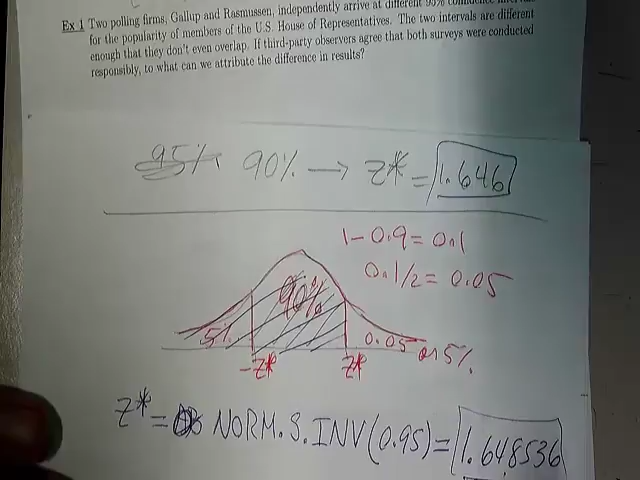 Ex 1 Two polling firms, Gallup and Rasmussen, independently arrive at different 95% confidence
for the popularity of members of the U.S. House of Representatives. The two intervals are different
enough that they don't even overlap. If third-party observers agree that both surveys were conducted
responsibly, to what can we attribute the difference in results?
95% 90% → Z* = 1.646
1-0.9 = 0.1
0.1/2 = 0.05
90%
5% 0.05 or 5%
-Z* Z*
Z* = NORM.S.INV(0.95) = 1.648536